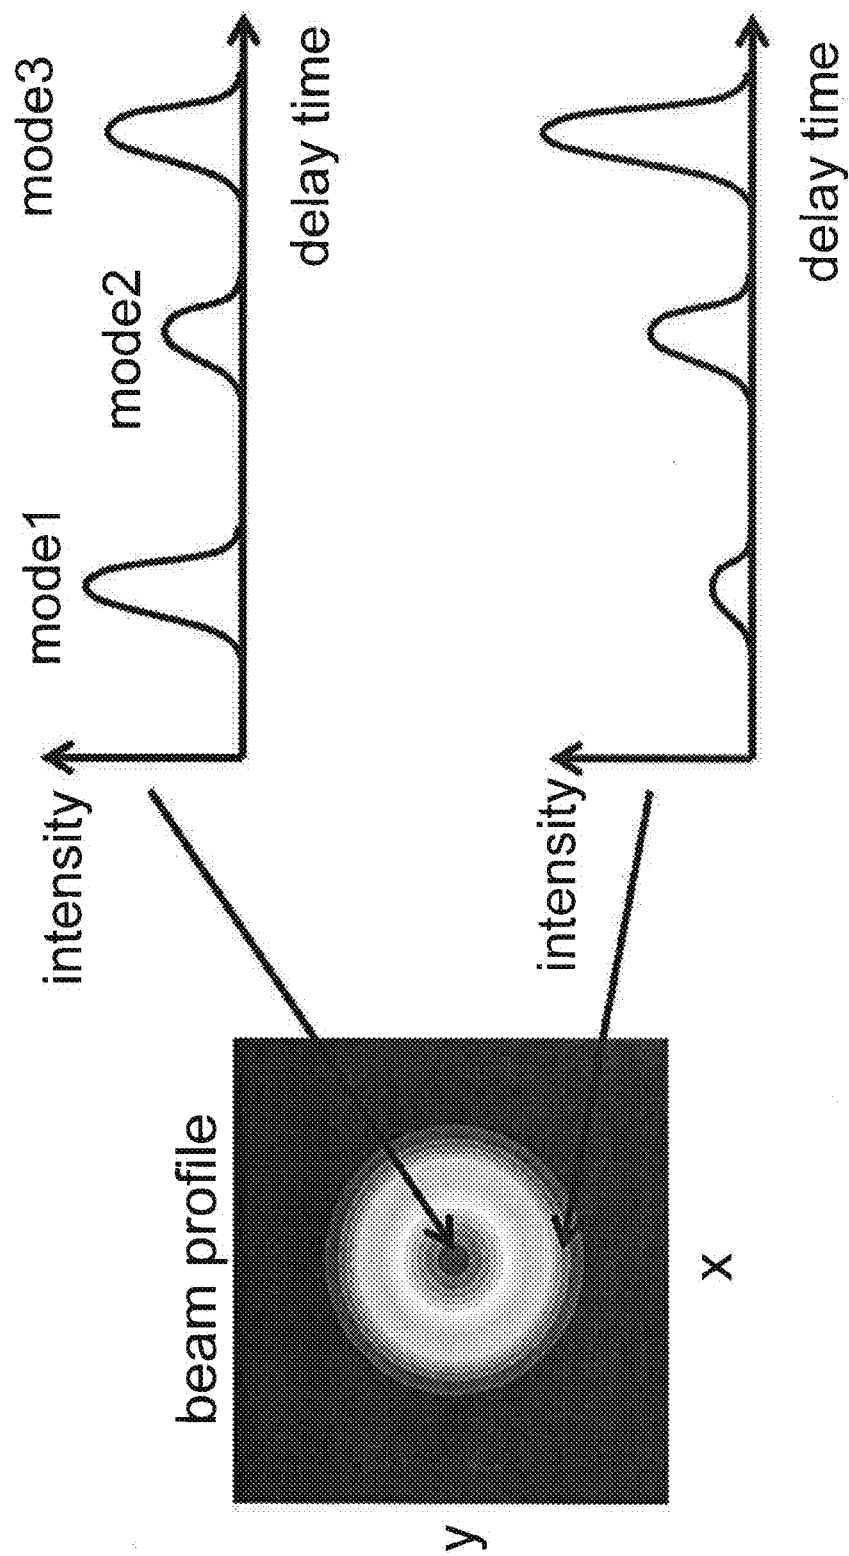 beam profile
y
x
intensity
mode1
mode2
mode3
delay time
intensity
delay time